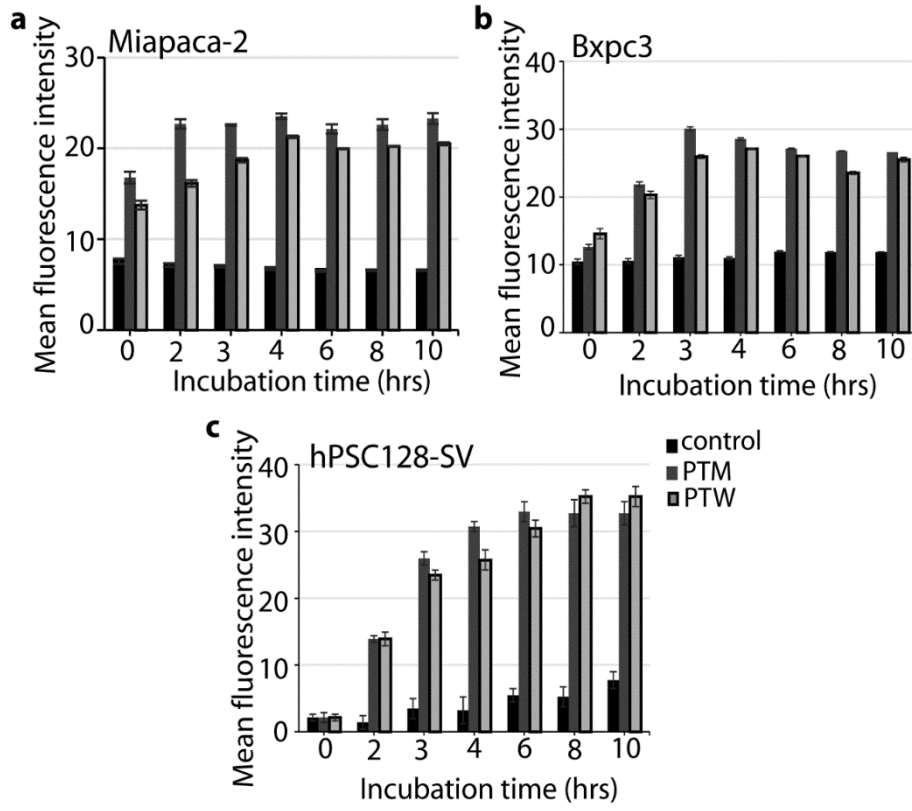 a
Miapaca-2
Mean fluorescence intensity
30
20
10
0
0 2 3 4 6 8 10
Incubation time (hrs)
b
Bxpc3
Mean fluorescence intensity
40
30
20
10
0
0 2 3 4 6 8 10
Incubation time (hrs)
c
hPSC128-SV
Mean fluorescence intensity
40
30
20
10
0
0 2 3 4 6 8 10
Incubation time (hrs)
control
PTM
PTW